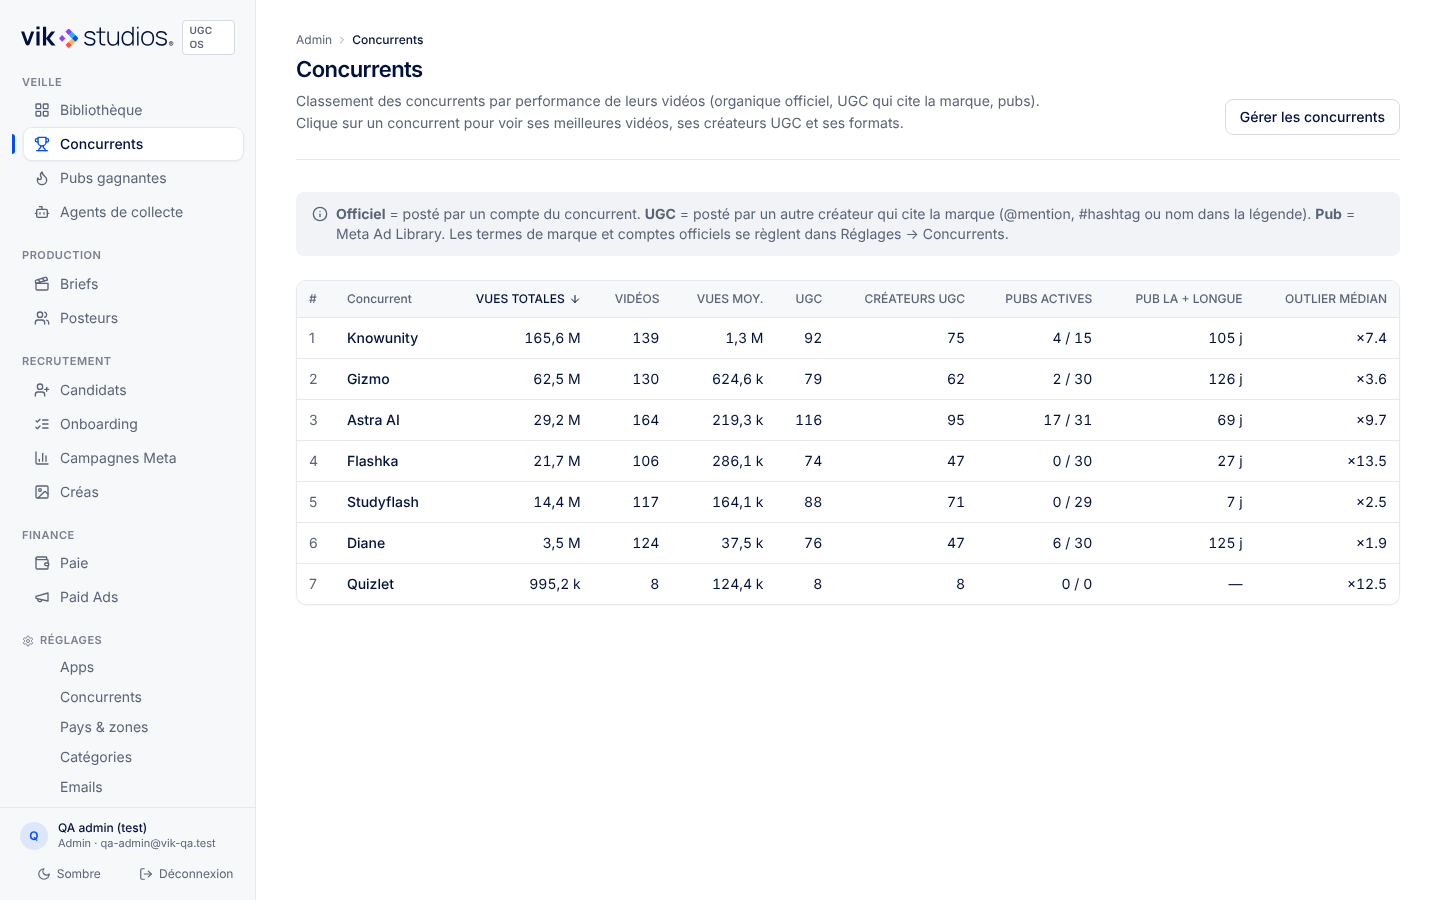 vik studios® UGC OS
VEILLE
Bibliothèque
Concurrents
Pubs gagnantes
Agents de collecte
PRODUCTION
Briefs
Posteurs
RECRUTEMENT
Candidats
Onboarding
Campagnes Meta
Créas
FINANCE
Paie
Paid Ads
RÉGLAGES
Apps
Concurrents
Pays & zones
Catégories
Emails
Q
QA admin (test)
Admin · qa-admin@vik-qa.test
Sombre Déconnexion
Admin > Concurrents
Concurrents
Classement des concurrents par performance de leurs vidéos (organique officiel, UGC qui cite la marque, pubs).
Clique sur un concurrent pour voir ses meilleures vidéos, ses créateurs UGC et ses formats.
Gérer les concurrents
Officiel = posté par un compte du concurrent. UGC = posté par un autre créateur qui cite la marque (@mention, #hashtag ou nom dans la légende). Pub =
Meta Ad Library. Les termes de marque et comptes officiels se règlent dans Réglages → Concurrents.
# Concurrent VUES TOTALES ↓ VIDÉOS VUES MOY. UGC CRÉATEURS UGC PUBS ACTIVES PUB LA + LONGUE OUTLIER MÉDIAN
1 Knowunity 165,6 M 139 1,3 M 92 75 4 / 15 105 j ×7.4
2 Gizmo 62,5 M 130 624,6 k 79 62 2 / 30 126 j ×3.6
3 Astra AI 29,2 M 164 219,3 k 116 95 17 / 31 69 j ×9.7
4 Flashka 21,7 M 106 286,1 k 74 47 0 / 30 27 j ×13.5
5 Studyflash 14,4 M 117 164,1 k 88 71 0 / 29 7 j ×2.5
6 Diane 3,5 M 124 37,5 k 76 47 6 / 30 125 j ×1.9
7 Quizlet 995,2 k 8 124,4 k 8 8 0 / 0 — ×12.5